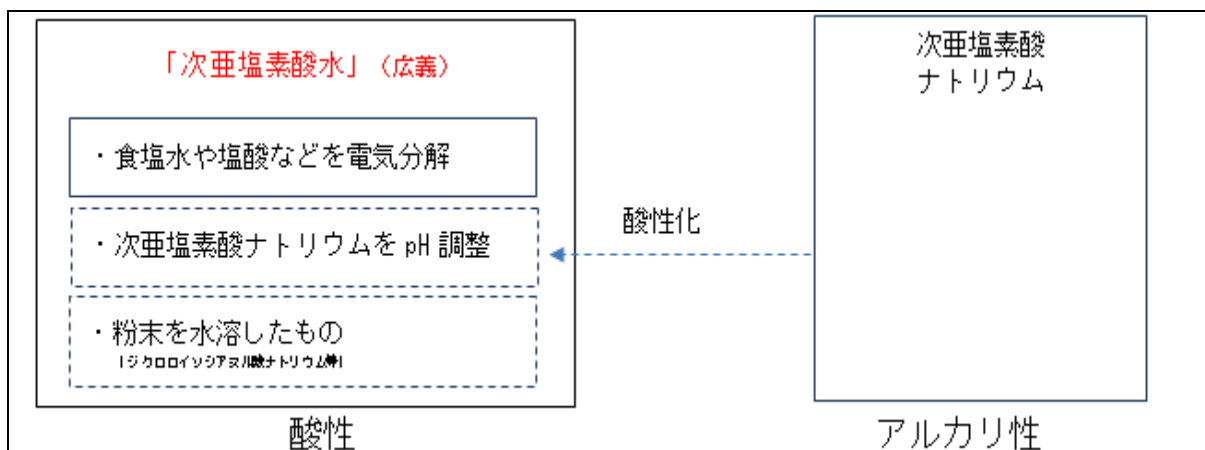 「次亜塩素酸水」（広義）
・食塩水や塩酸などを電気分解
・次亜塩素酸ナトリウムをpH調整
・粉末を水溶したもの
（ジクロロイソシアヌル酸ナトリウム等）
酸性
酸性化
次亜塩素酸
ナトリウム
アルカリ性